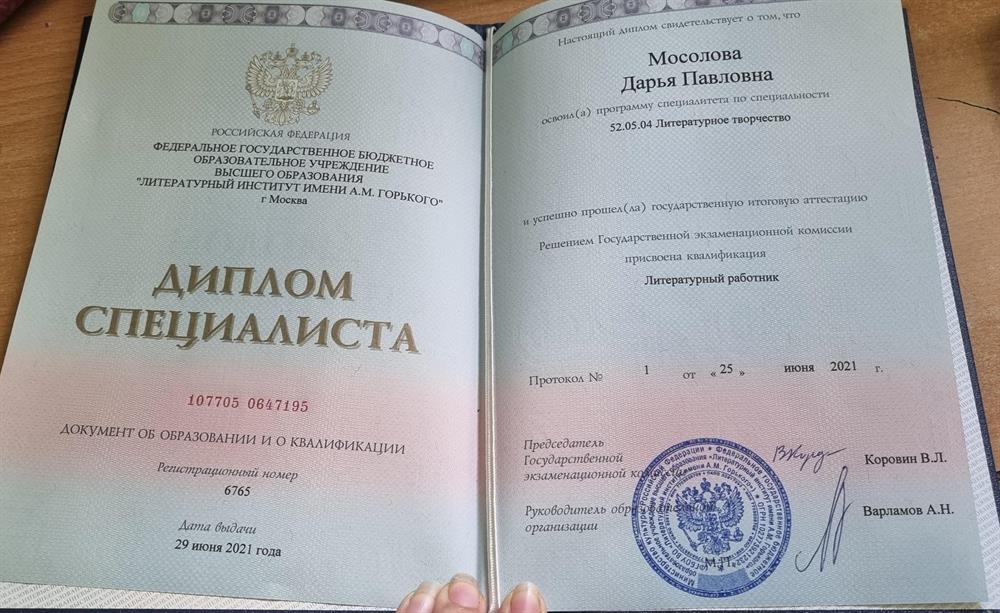 РОССИЙСКАЯ ФЕДЕРАЦИЯ
ФЕДЕРАЛЬНОЕ ГОСУДАРСТВЕННОЕ БЮДЖЕТНОЕ
ОБРАЗОВАТЕЛЬНОЕ УЧРЕЖДЕНИЕ
ВЫСШЕГО ОБРАЗОВАНИЯ
"ЛИТЕРАТУРНЫЙ ИНСТИТУТ ИМЕНИ А.М. ГОРЬКОГО"
г Москва
ДИПЛОМ
СПЕЦИАЛИСТА
107705 0647195
ДОКУМЕНТ ОБ ОБРАЗОВАНИИ И О КВАЛИФИКАЦИИ
Регистрационный номер
6765
Дата выдачи
29 июня 2021 года
Настоящий диплом свидетельствует о том, что
Мосолова
Дарья Павловна
освоил(а) программу специалитета по специальности
52.05.04 Литературное творчество
и успешно прошел(ла) государственную итоговую аттестацию
Решением Государственной экзаменационной комиссии
присвоена квалификация
Литературный работник
Протокол № 1 от « 25 » июня 2021 г.
Председатель
Государственной
экзаменационной
Коровин В.Л.
Руководитель образовательной
организации
Варламов А.Н.
М.П.